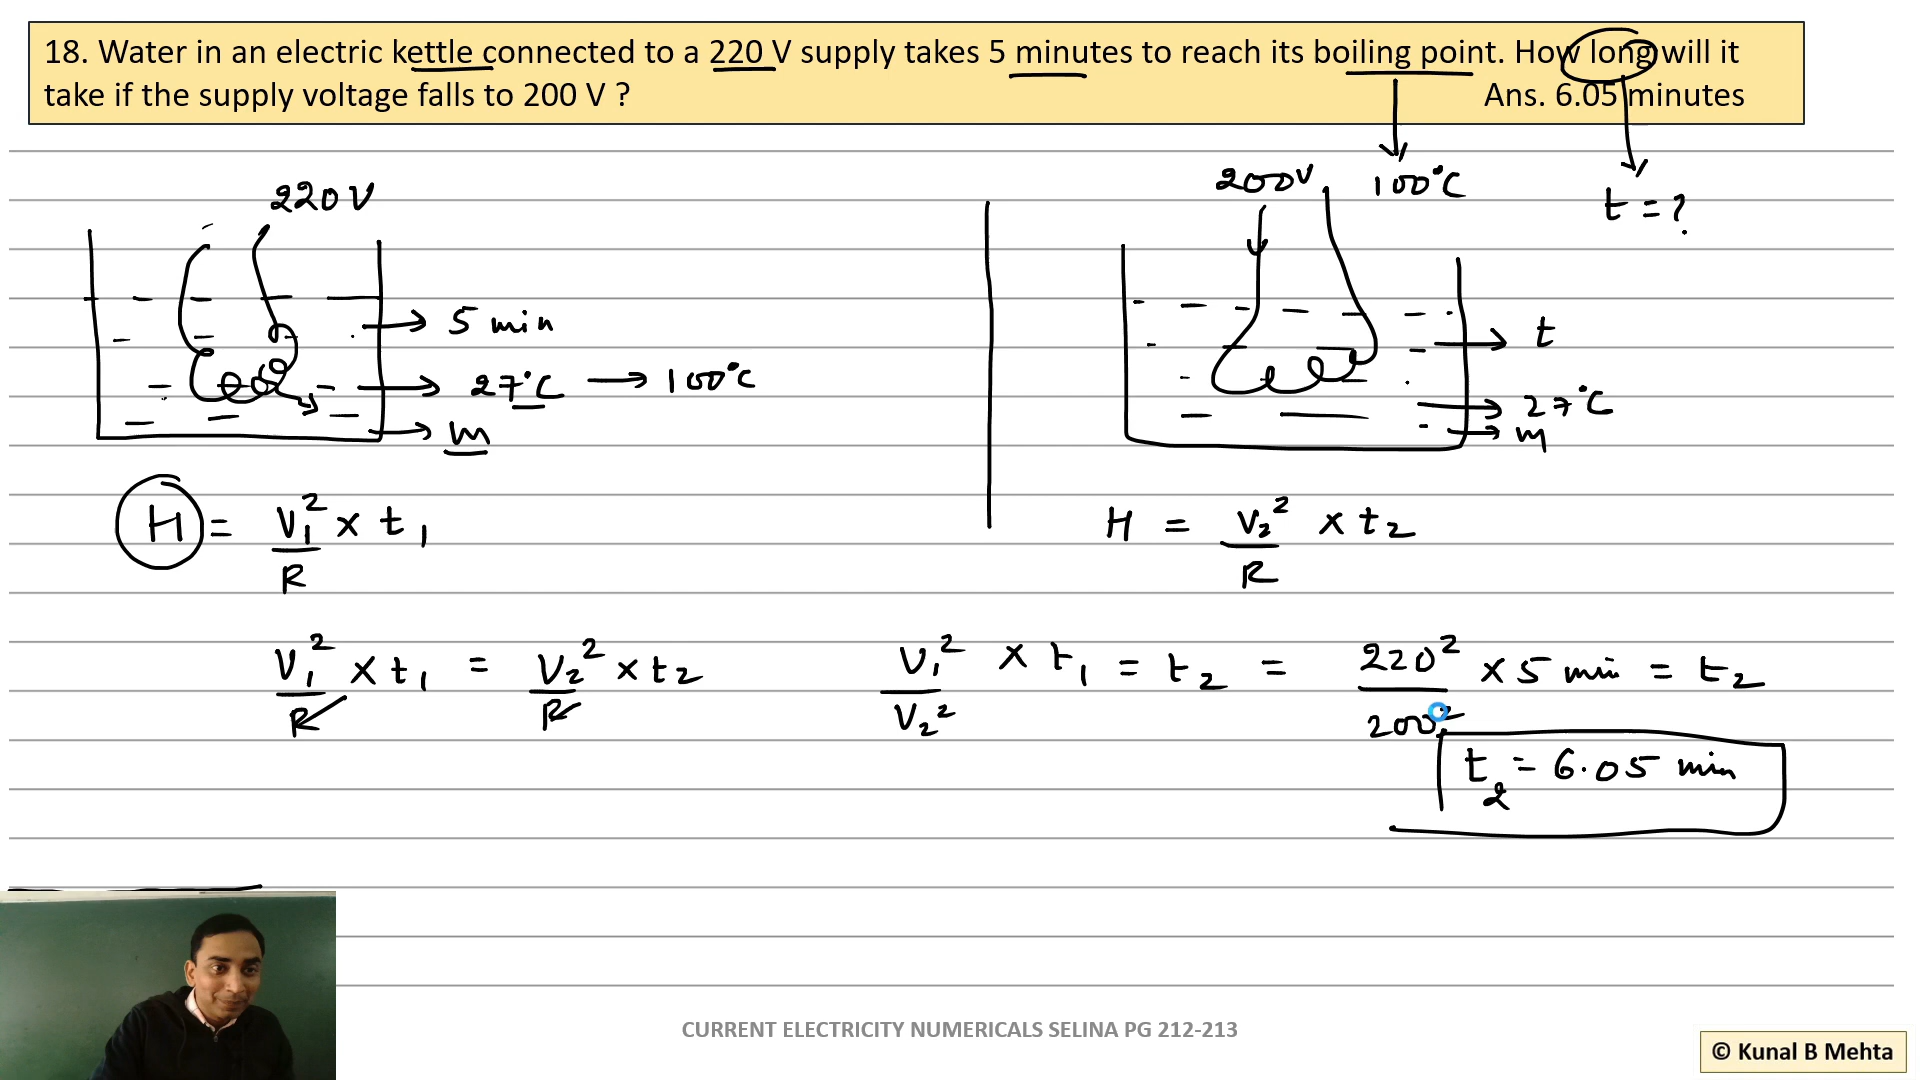 18. Water in an electric kettle connected to a 220 V supply takes 5 minutes to reach its boiling point. How long will it
take if the supply voltage falls to 200 V ? Ans. 6.05 minutes
220 V
200V 100°C
t = ?
5 min
t
27°C → 100°C
27°C
m
m
H = V₁²/R × t₁
H = V₂²/R × t₂
V₁²/R × t₁ = V₂²/R × t₂
V₁²/V₂² × t₁ = t₂ = 220²/200² × 5 min = t₂
t₂ = 6.05 min
CURRENT ELECTRICITY NUMERICALS SELINA PG 212-213
© Kunal B Mehta